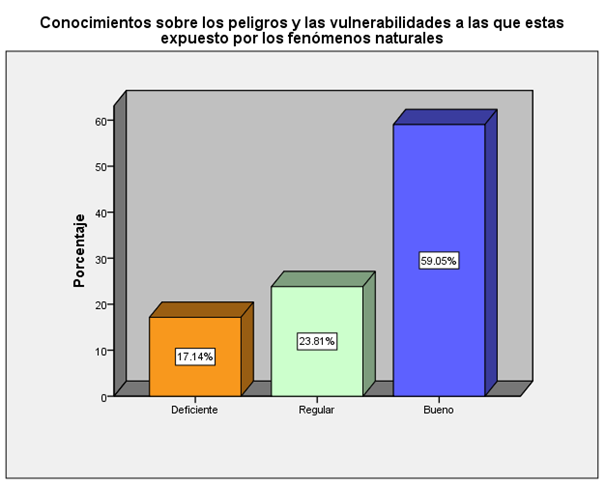 Conocimientos sobre los peligros y las vulnerabilidades a las que estas
expuesto por los fenómenos naturales
Porcentaje
60
50
40
30
20
10
0
17.14%
23.81%
59.05%
Deficiente
Regular
Bueno